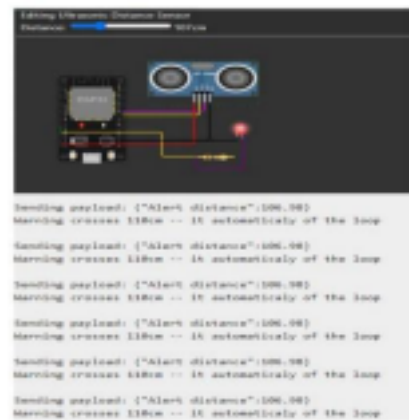 Editing Ultrasonic Distance Sensor
Distance: 107cm
Sending payload: {"Alert distance":106.98}
Warning crosses 110cm -- it automaticaly of the loop
Sending payload: {"Alert distance":106.98}
Warning crosses 110cm -- it automaticaly of the loop
Sending payload: {"Alert distance":106.98}
Warning crosses 110cm -- it automaticaly of the loop
Sending payload: {"Alert distance":106.98}
Warning crosses 110cm -- it automaticaly of the loop
Sending payload: {"Alert distance":106.98}
Warning crosses 110cm -- it automaticaly of the loop
Sending payload: {"Alert distance":106.98}
Warning crosses 110cm -- it automaticaly of the loop